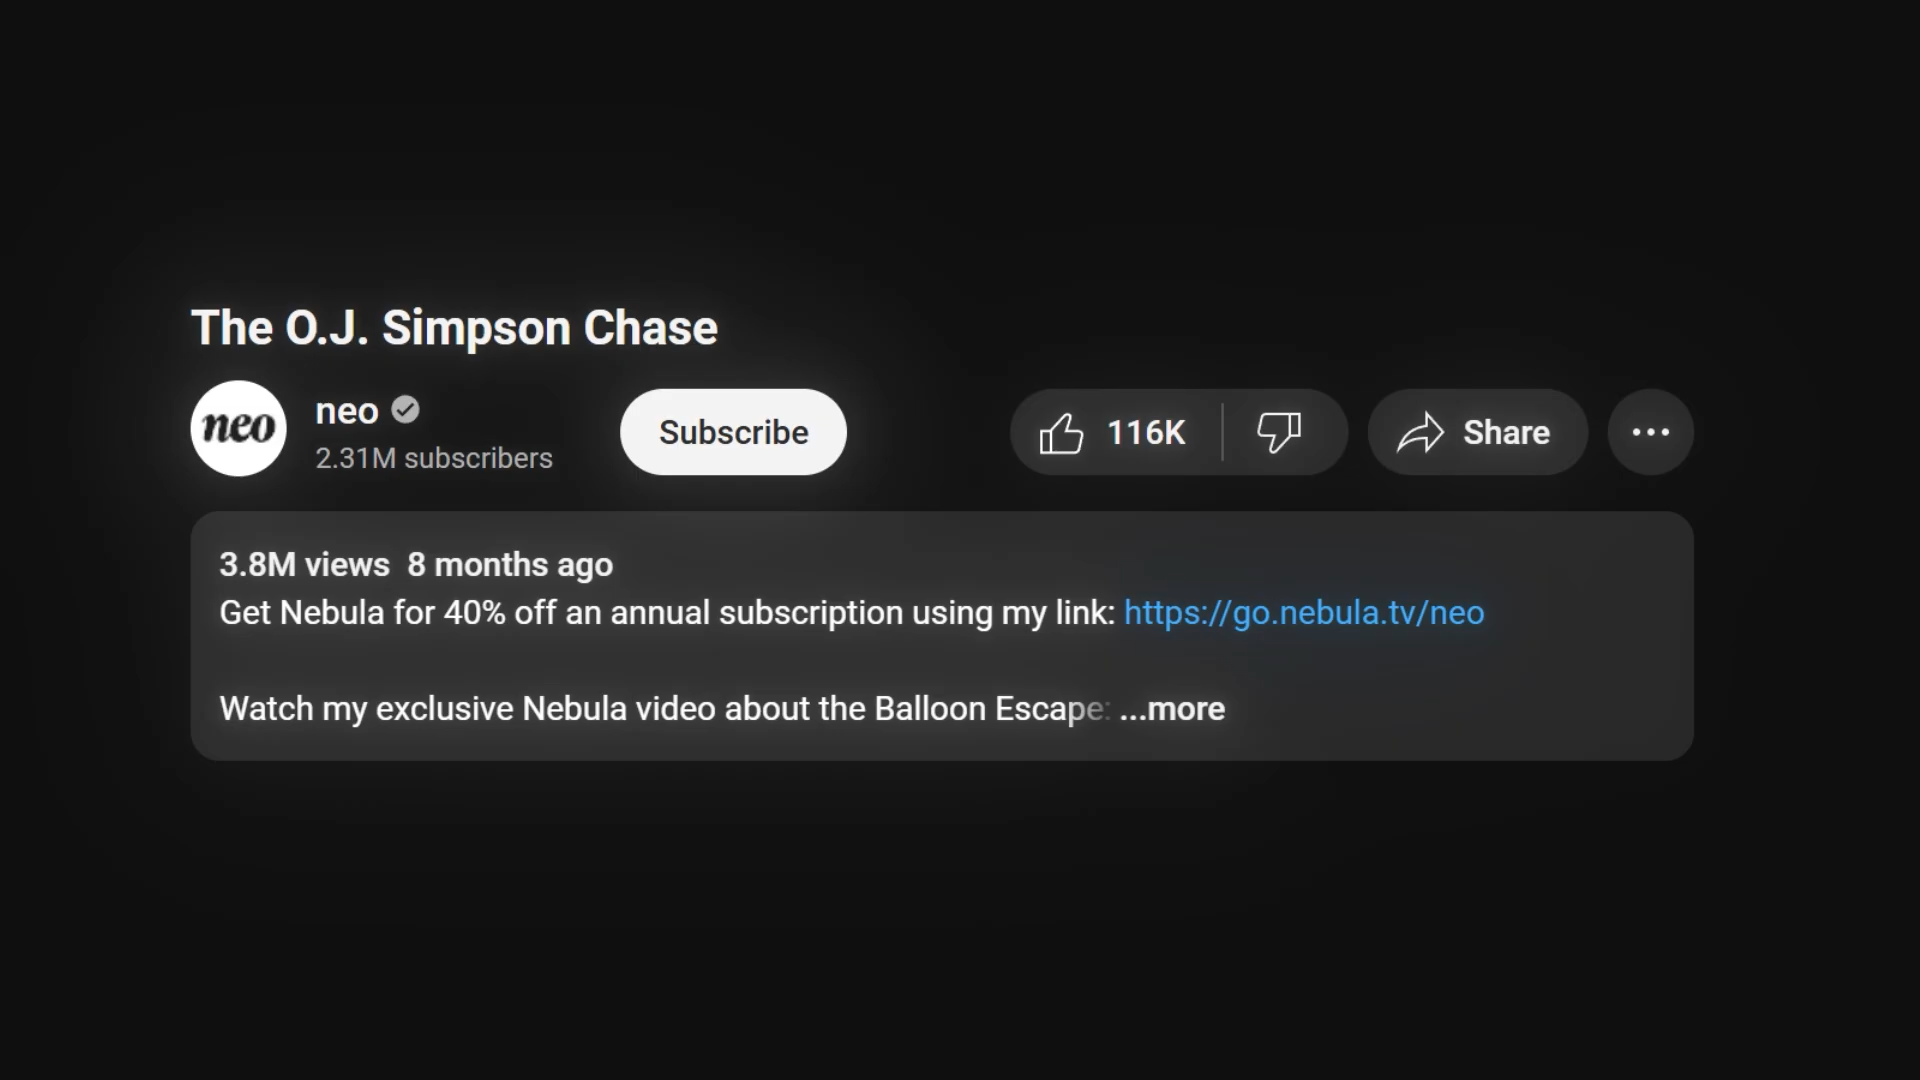 The O.J. Simpson Chase
neo
neo
2.31M subscribers
Subscribe
116K
Share
3.8M views 8 months ago
Get Nebula for 40% off an annual subscription using my link: https://go.nebula.tv/neo
Watch my exclusive Nebula video about the Balloon Escape: ...more